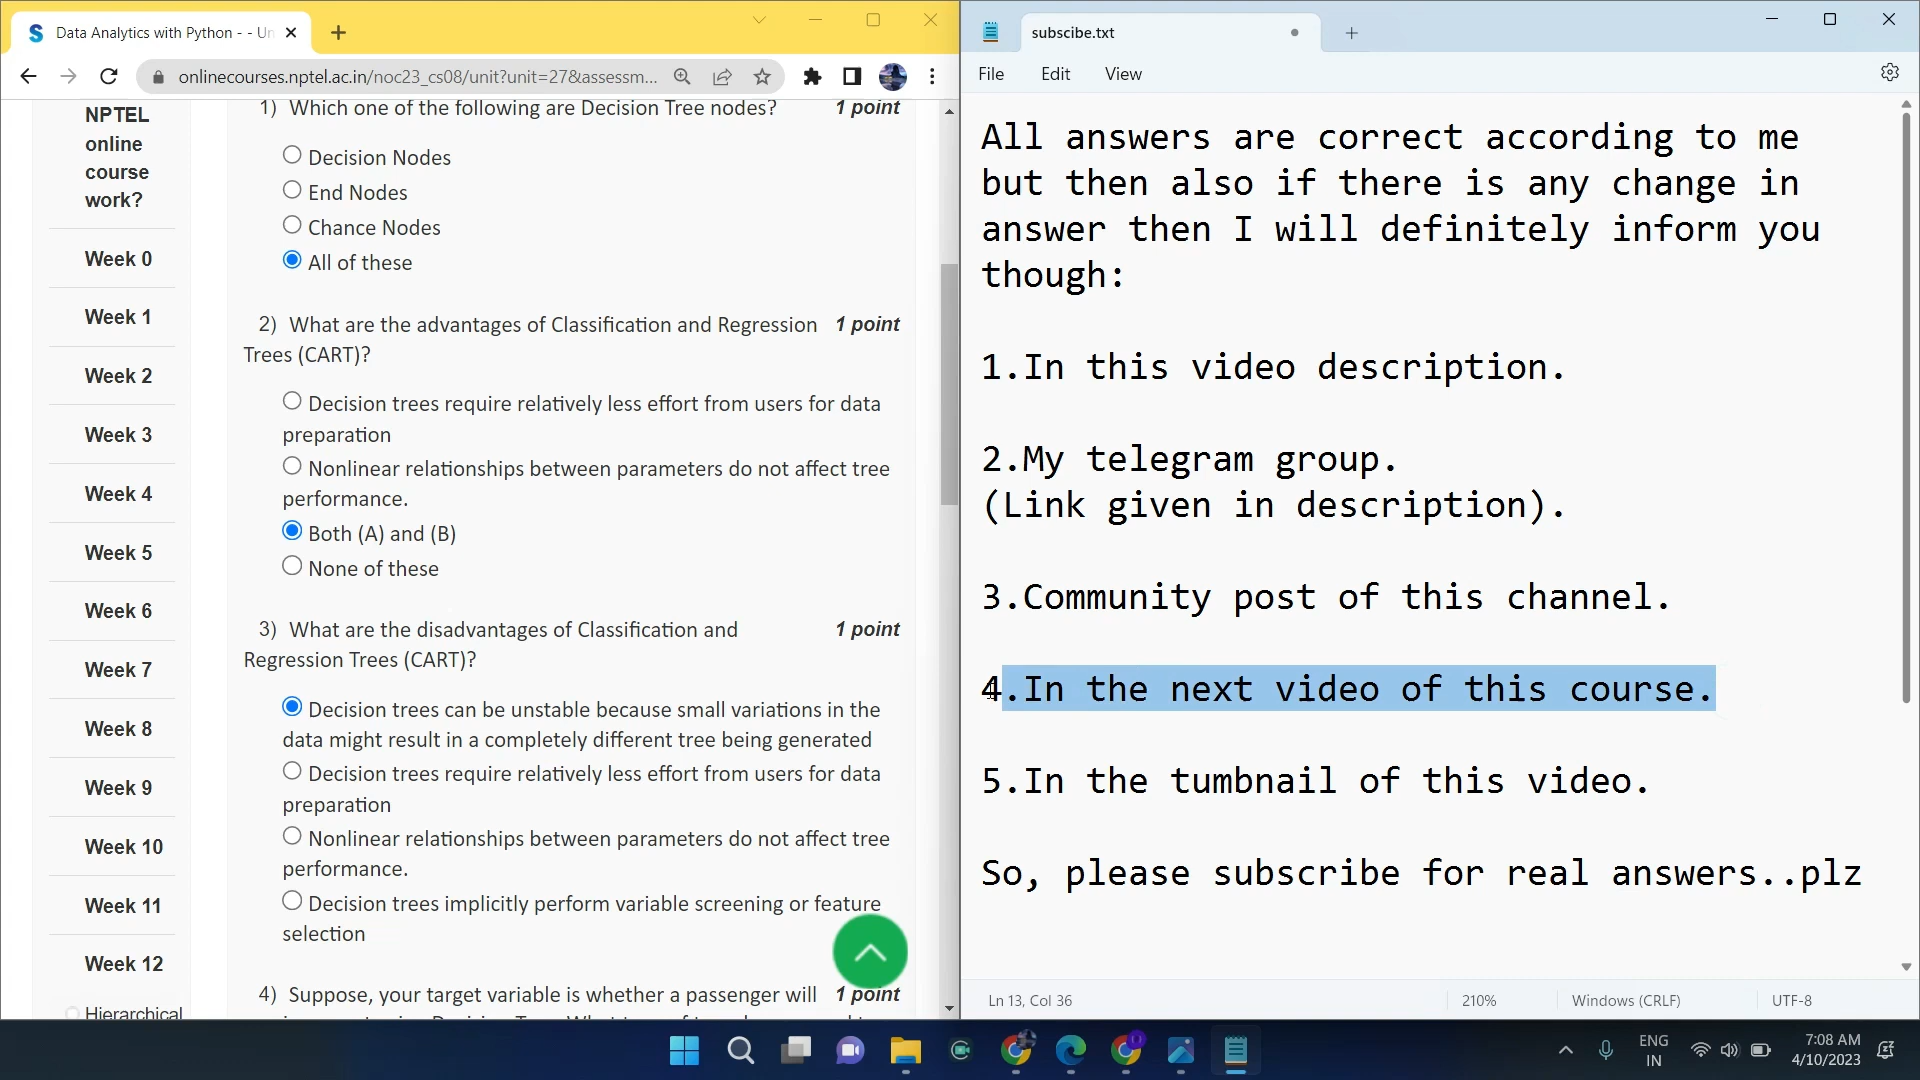 Data Analytics with Python - - Un
onlinecourses.nptel.ac.in/noc23_cs08/unit?unit=27&assessm...
NPTEL
online
course
work?
Week 0
Week 1
Week 2
Week 3
Week 4
Week 5
Week 6
Week 7
Week 8
Week 9
Week 10
Week 11
Week 12
Hierarchical
1) Which one of the following are Decision Tree nodes? 1 point
Decision Nodes
End Nodes
Chance Nodes
All of these
2) What are the advantages of Classification and Regression 1 point
Trees (CART)?
Decision trees require relatively less effort from users for data
preparation
Nonlinear relationships between parameters do not affect tree
performance.
Both (A) and (B)
None of these
3) What are the disadvantages of Classification and 1 point
Regression Trees (CART)?
Decision trees can be unstable because small variations in the
data might result in a completely different tree being generated
Decision trees require relatively less effort from users for data
preparation
Nonlinear relationships between parameters do not affect tree
performance.
Decision trees implicitly perform variable screening or feature
selection
4) Suppose, your target variable is whether a passenger will 1 point
subscibe.txt
File Edit View
All answers are correct according to me
but then also if there is any change in
answer then I will definitely inform you
though:
1.In this video description.
2.My telegram group.
(Link given in description).
3.Community post of this channel.
4.In the next video of this course.
5.In the tumbnail of this video.
So, please subscribe for real answers..plz
Ln 13, Col 36 210% Windows (CRLF) UTF-8
ENG
IN
7:08 AM
4/10/2023